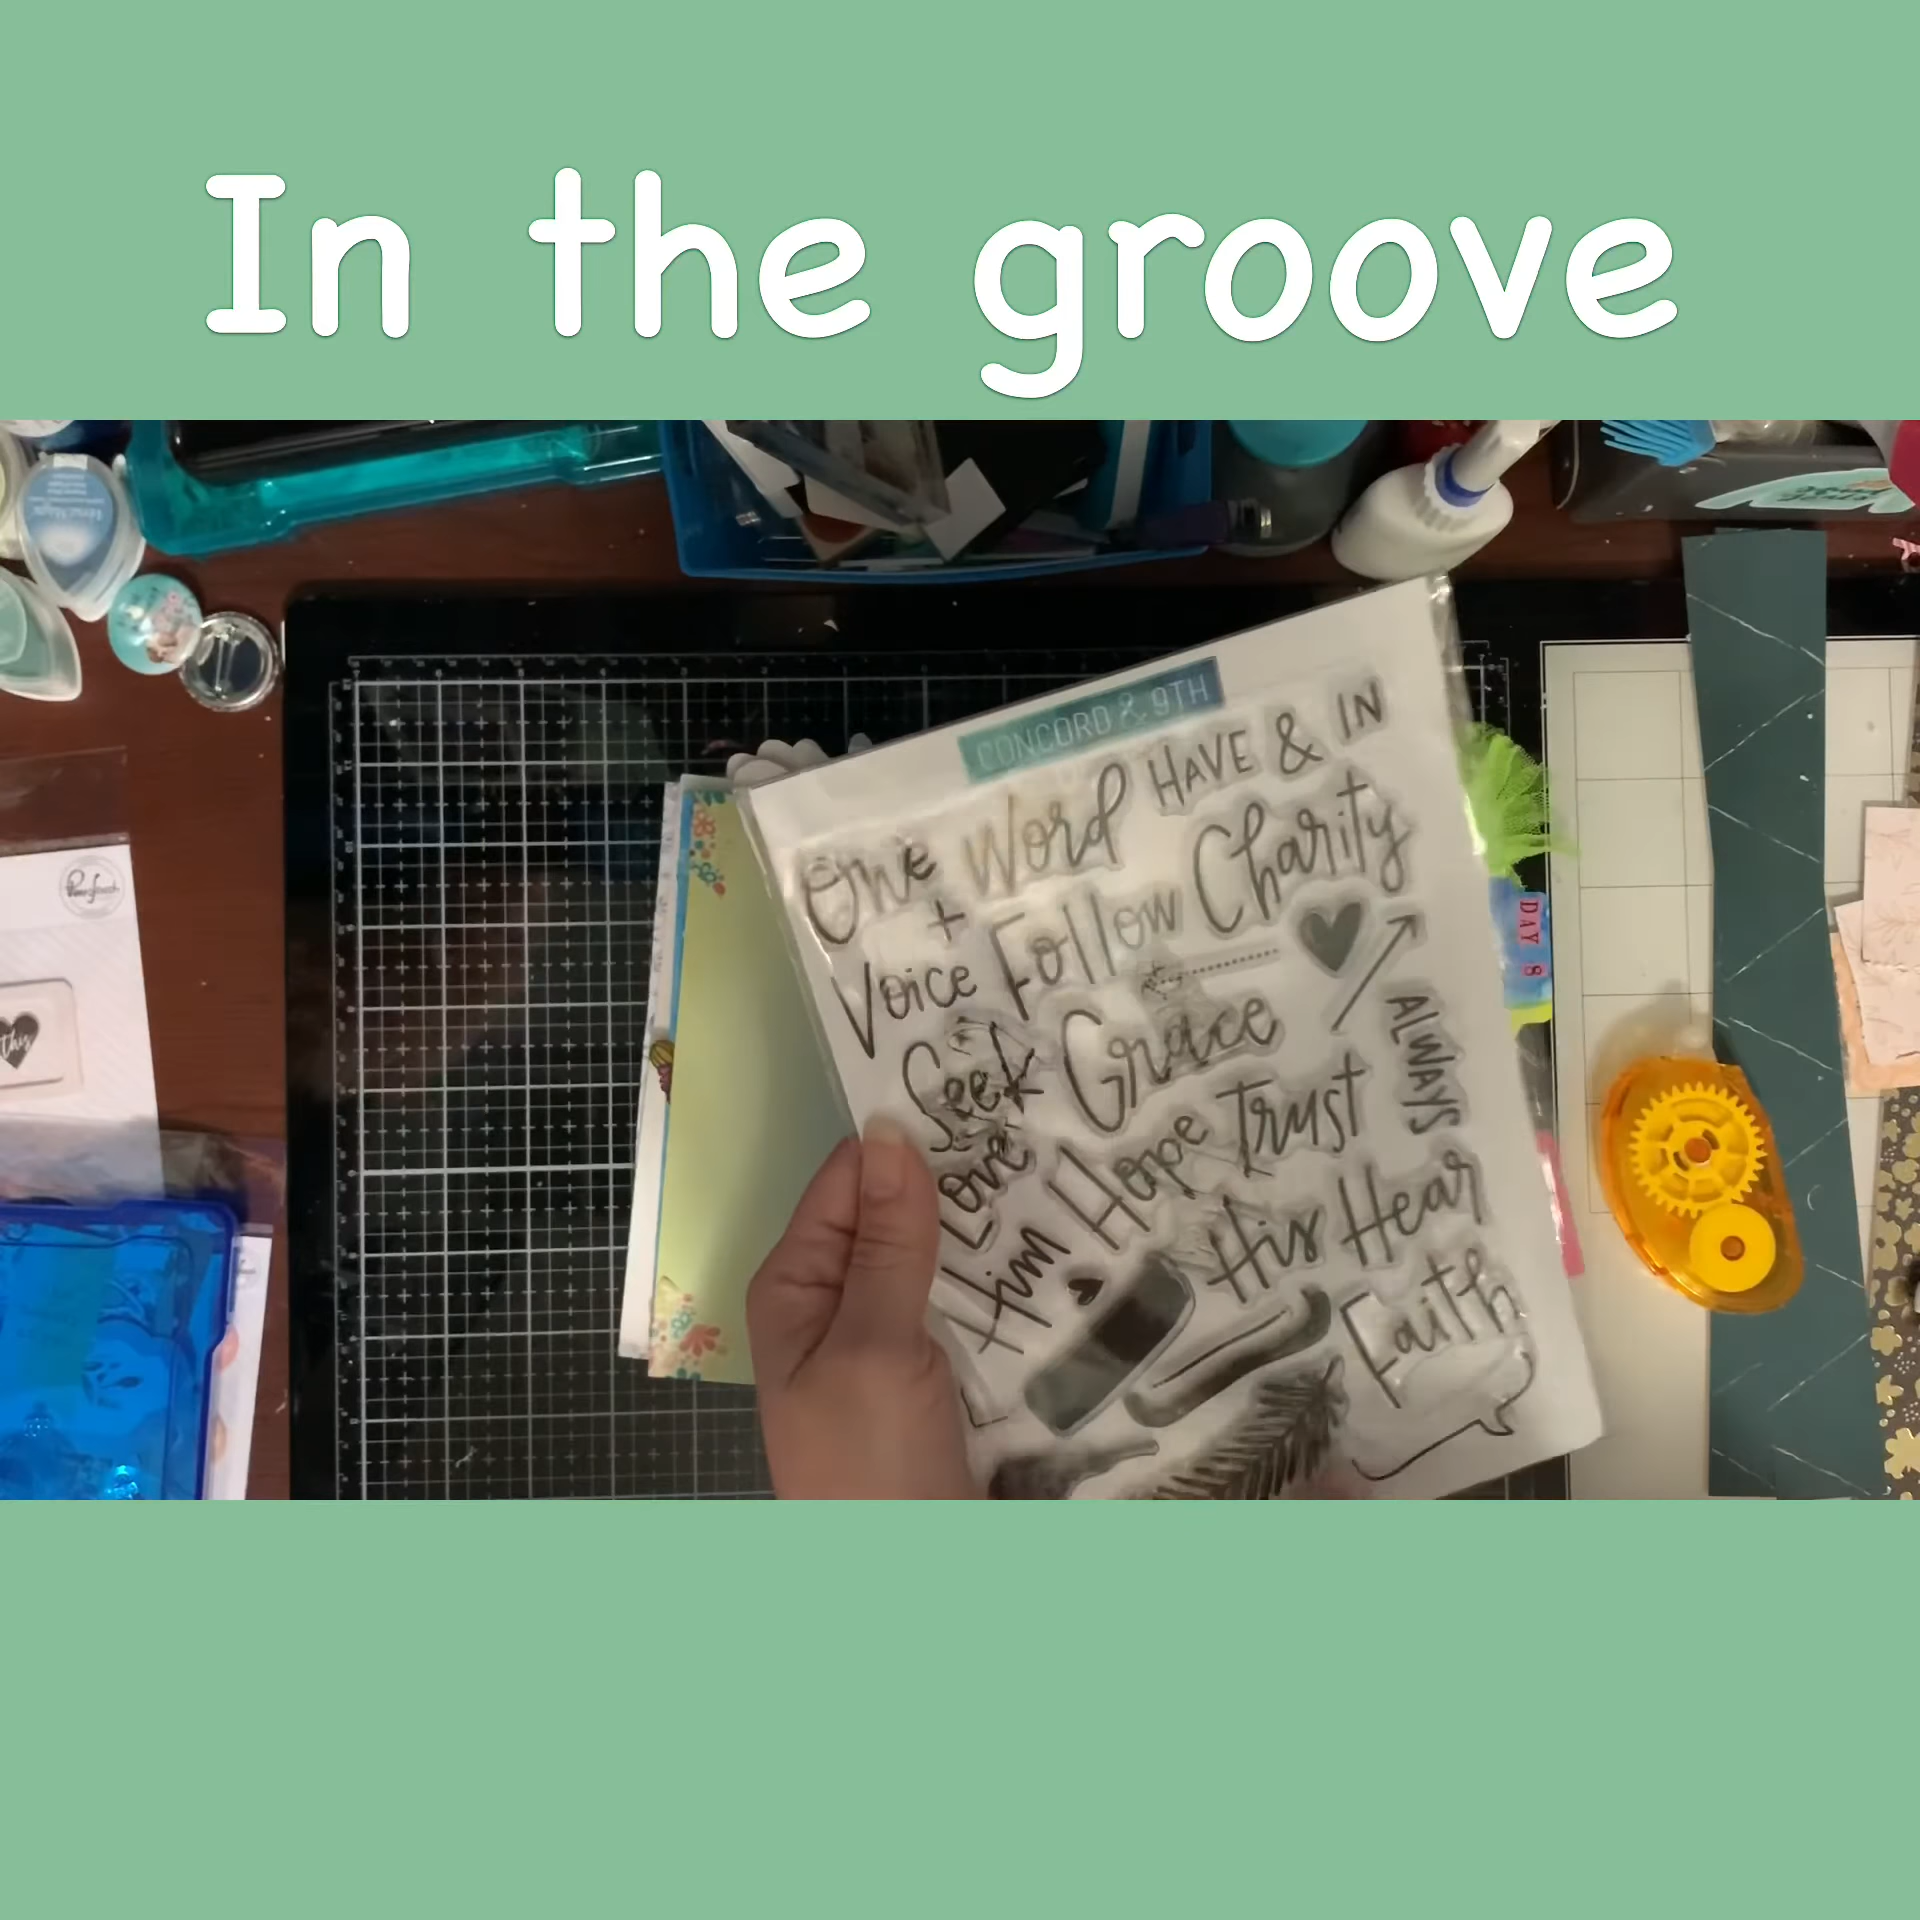 In the groove
CONCORD & 9TH
One Word HAVE & IN
+
Voice Follow Charity
Seek Grace
ALWAYS
Love
Him Hope Trust
His Hear
Faith
DAY 8
this